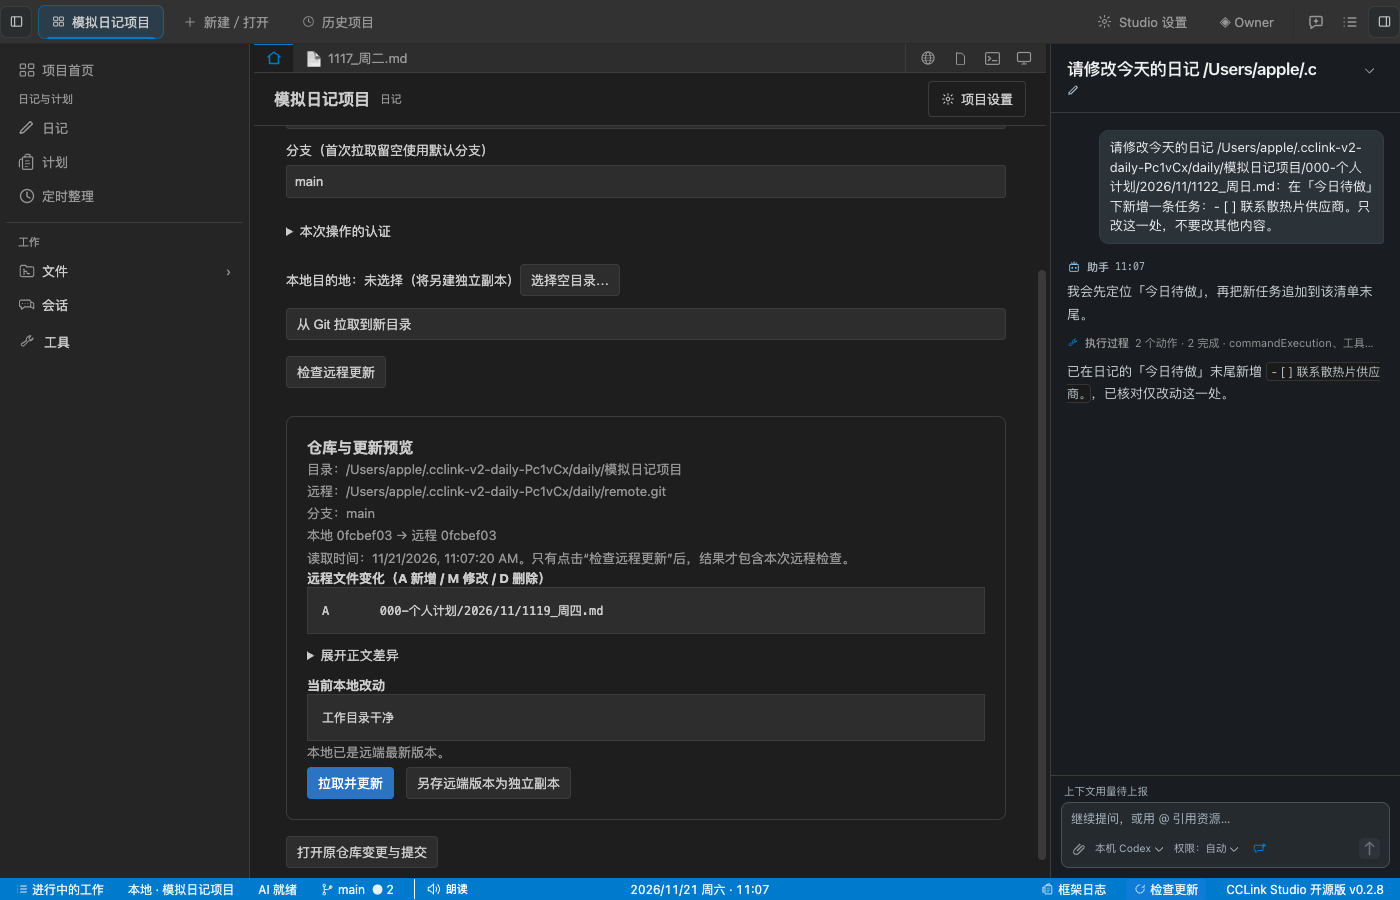 模拟日记项目
新建 / 打开
历史项目
Studio 设置
Owner
项目首页
日记与计划
日记
计划
定时整理
工作
文件
会话
工具
1117_周二.md
模拟日记项目 日记
项目设置
分支（首次拉取留空使用默认分支）
main
本次操作的认证
本地目的地：未选择（将另建独立副本）
选择空目录...
从 Git 拉取到新目录
检查远程更新
仓库与更新预览
目录：/Users/apple/.cclink-v2-daily-Pc1vCx/daily/模拟日记项目
远程：/Users/apple/.cclink-v2-daily-Pc1vCx/daily/remote.git
分支：main
本地 0fcbef03 → 远程 0fcbef03
读取时间：11/21/2026, 11:07:20 AM。只有点击“检查远程更新”后，结果才包含本次远程检查。
远程文件变化（A 新增 / M 修改 / D 删除）
A 000-个人计划/2026/11/1119_周四.md
展开正文差异
当前本地改动
工作目录干净
本地已是远端最新版本。
拉取并更新
另存远端版本为独立副本
打开原仓库变更与提交
请修改今天的日记 /Users/apple/.c
请修改今天的日记 /Users/apple/.cclink-v2-
daily-Pc1vCx/daily/模拟日记项目/000-个人
计划/2026/11/1122_周日.md：在「今日待做」
下新增一条任务：- [ ] 联系散热片供应商。只
改这一处，不要改其他内容。
助手 11:07
我会先定位「今日待做」，再把新任务追加到该清单末
尾。
执行过程 2 个动作 · 2 完成 · commandExecution、工具...
已在日记的「今日待做」末尾新增 - [ ] 联系散热片供应
商。，已核对仅改动这一处。
上下文用量待上报
继续提问，或用 @ 引用资源...
本机 Codex
权限：自动
进行中的工作
本地 · 模拟日记项目
AI 就绪
main
2
朗读
2026/11/21 周六 · 11:07
框架日志
检查更新
CCLink Studio 开源版 v0.2.8